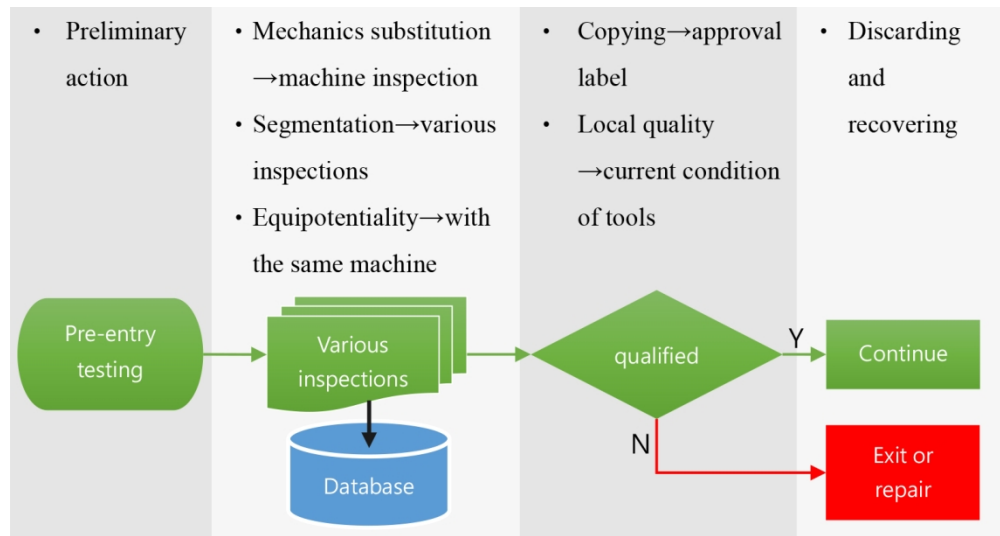 • Preliminary
action
• Mechanics substitution
→machine inspection
• Segmentation→various
inspections
• Equipotentiality→with
the same machine
• Copying→approval
label
• Local quality
→current condition
of tools
• Discarding
and
recovering
Pre-entry
testing
Various
inspections
Database
qualified
Y
N
Continue
Exit or
repair